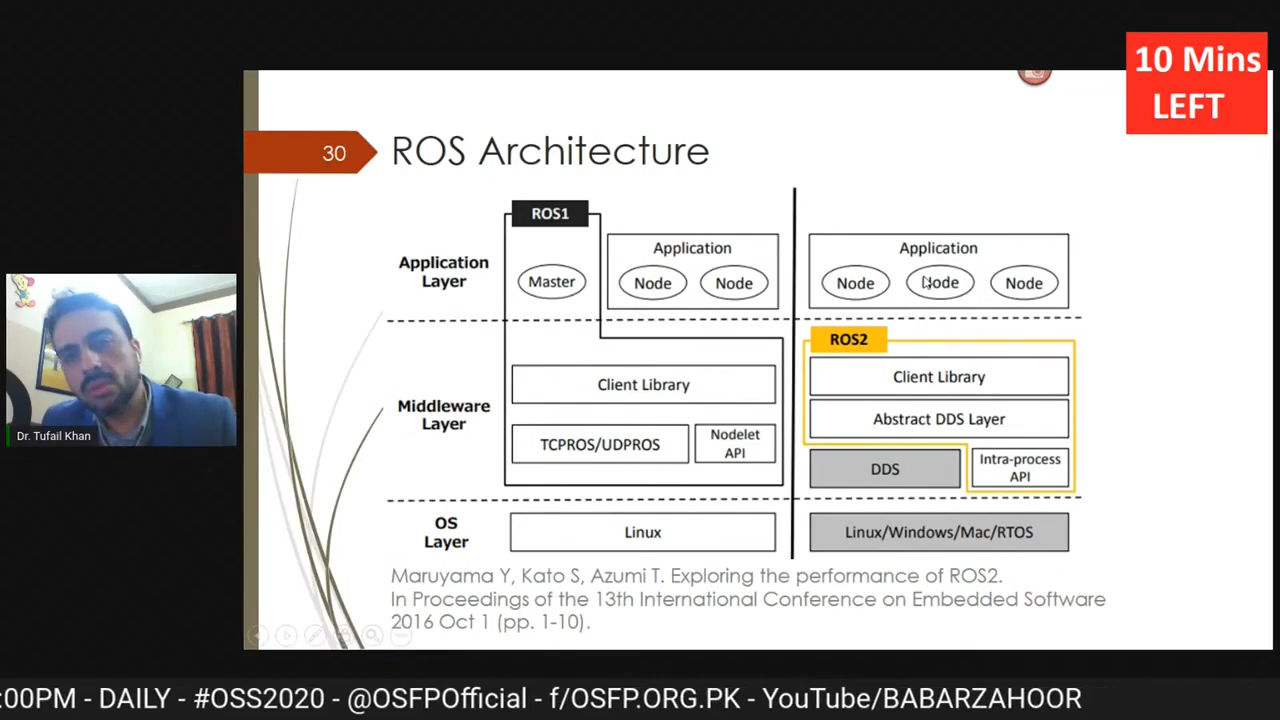 10 Mins
LEFT
30
ROS Architecture
ROS1
Application
Layer
Master
Application
Node
Node
Application
Node
Node
Node
Middleware
Layer
Client Library
TCPROS/UDPROS
Nodelet
API
ROS2
Client Library
Abstract DDS Layer
DDS
Intra-process
API
OS
Layer
Linux
Linux/Windows/Mac/RTOS
Maruyama Y, Kato S, Azumi T. Exploring the performance of ROS2.
In Proceedings of the 13th International Conference on Embedded Software
2016 Oct 1 (pp. 1-10).
Dr. Tufail Khan
:00PM - DAILY - #OSS2020 - @OSFPOfficial - f/OSFP.ORG.PK - YouTube/BABARZAHOOR